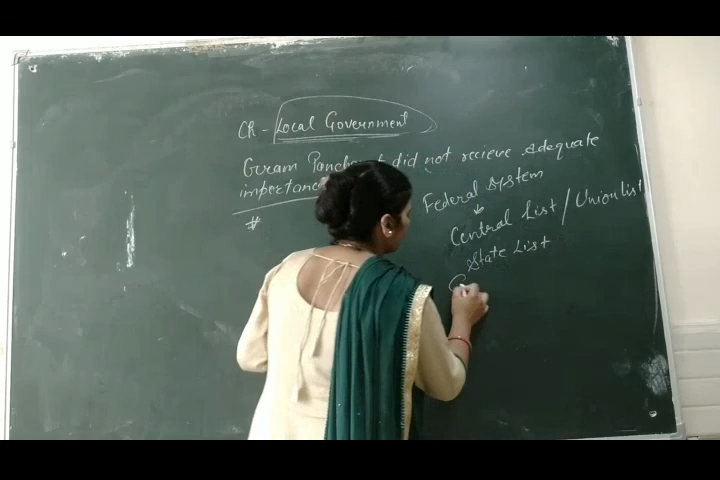 Ch - Local Government
Gram Panchayat did not recieve adequate
importance
#
Federal System
Central List / Union list
State List
C